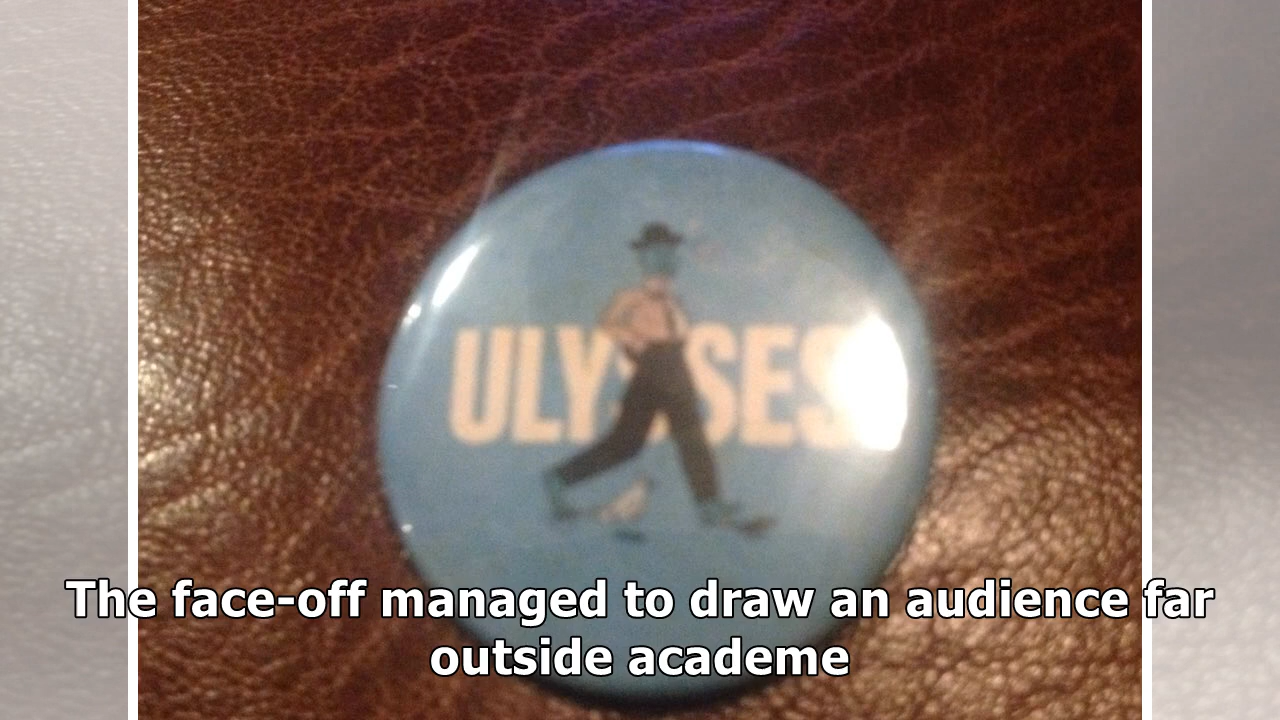 ULYSSES
The face-off managed to draw an audience far
outside academe